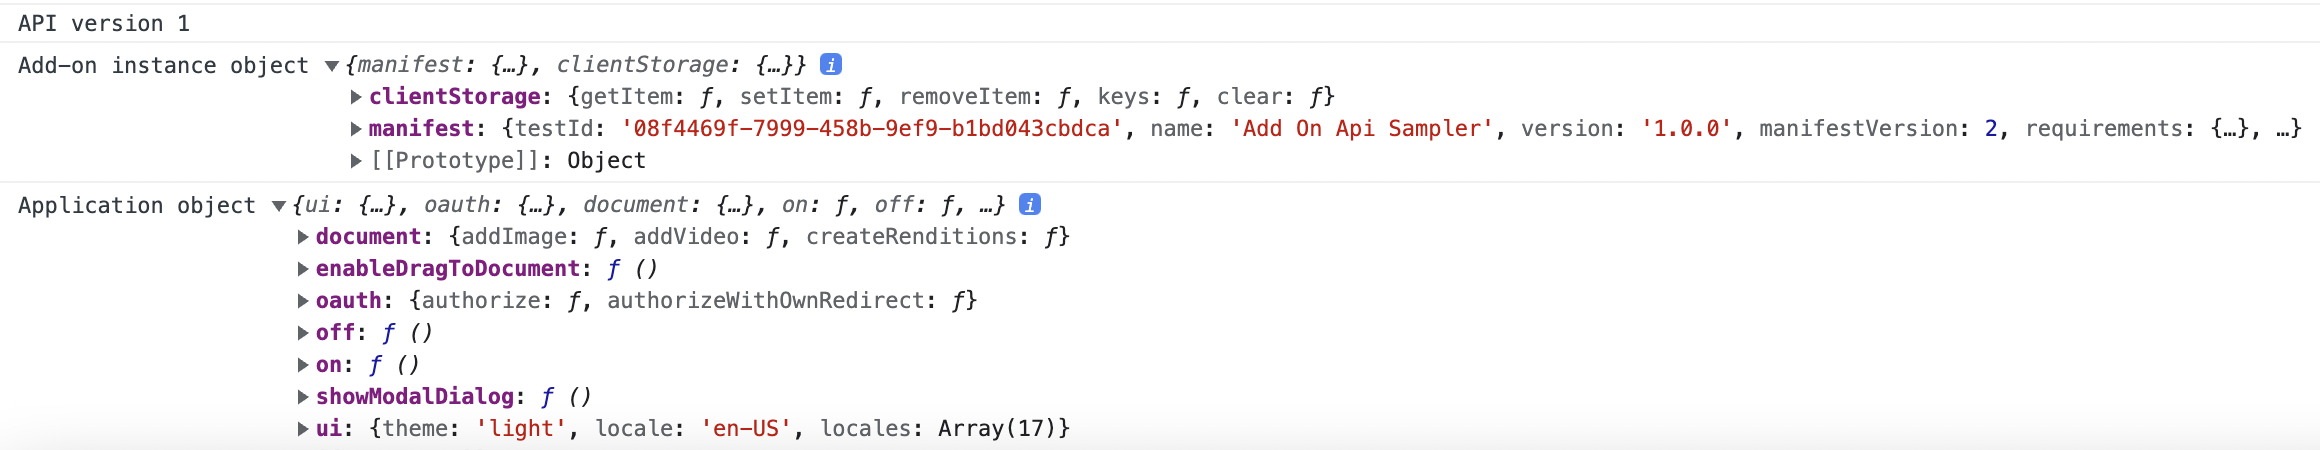 API version 1
Add-on instance object ▼{manifest: {…}, clientStorage: {…}} i
▶clientStorage: {getItem: ƒ, setItem: ƒ, removeItem: ƒ, keys: ƒ, clear: ƒ}
▶manifest: {testId: '08f4469f-7999-458b-9ef9-b1bd043cbdca', name: 'Add On Api Sampler', version: '1.0.0', manifestVersion: 2, requirements: {…}, …}
▶[[Prototype]]: Object
Application object ▼{ui: {…}, oauth: {…}, document: {…}, on: ƒ, off: ƒ, …} i
▶document: {addImage: ƒ, addVideo: ƒ, createRenditions: ƒ}
▶enableDragToDocument: ƒ ()
▶oauth: {authorize: ƒ, authorizeWithOwnRedirect: ƒ}
▶off: ƒ ()
▶on: ƒ ()
▶showModalDialog: ƒ ()
▶ui: {theme: 'light', locale: 'en-US', locales: Array(17)}